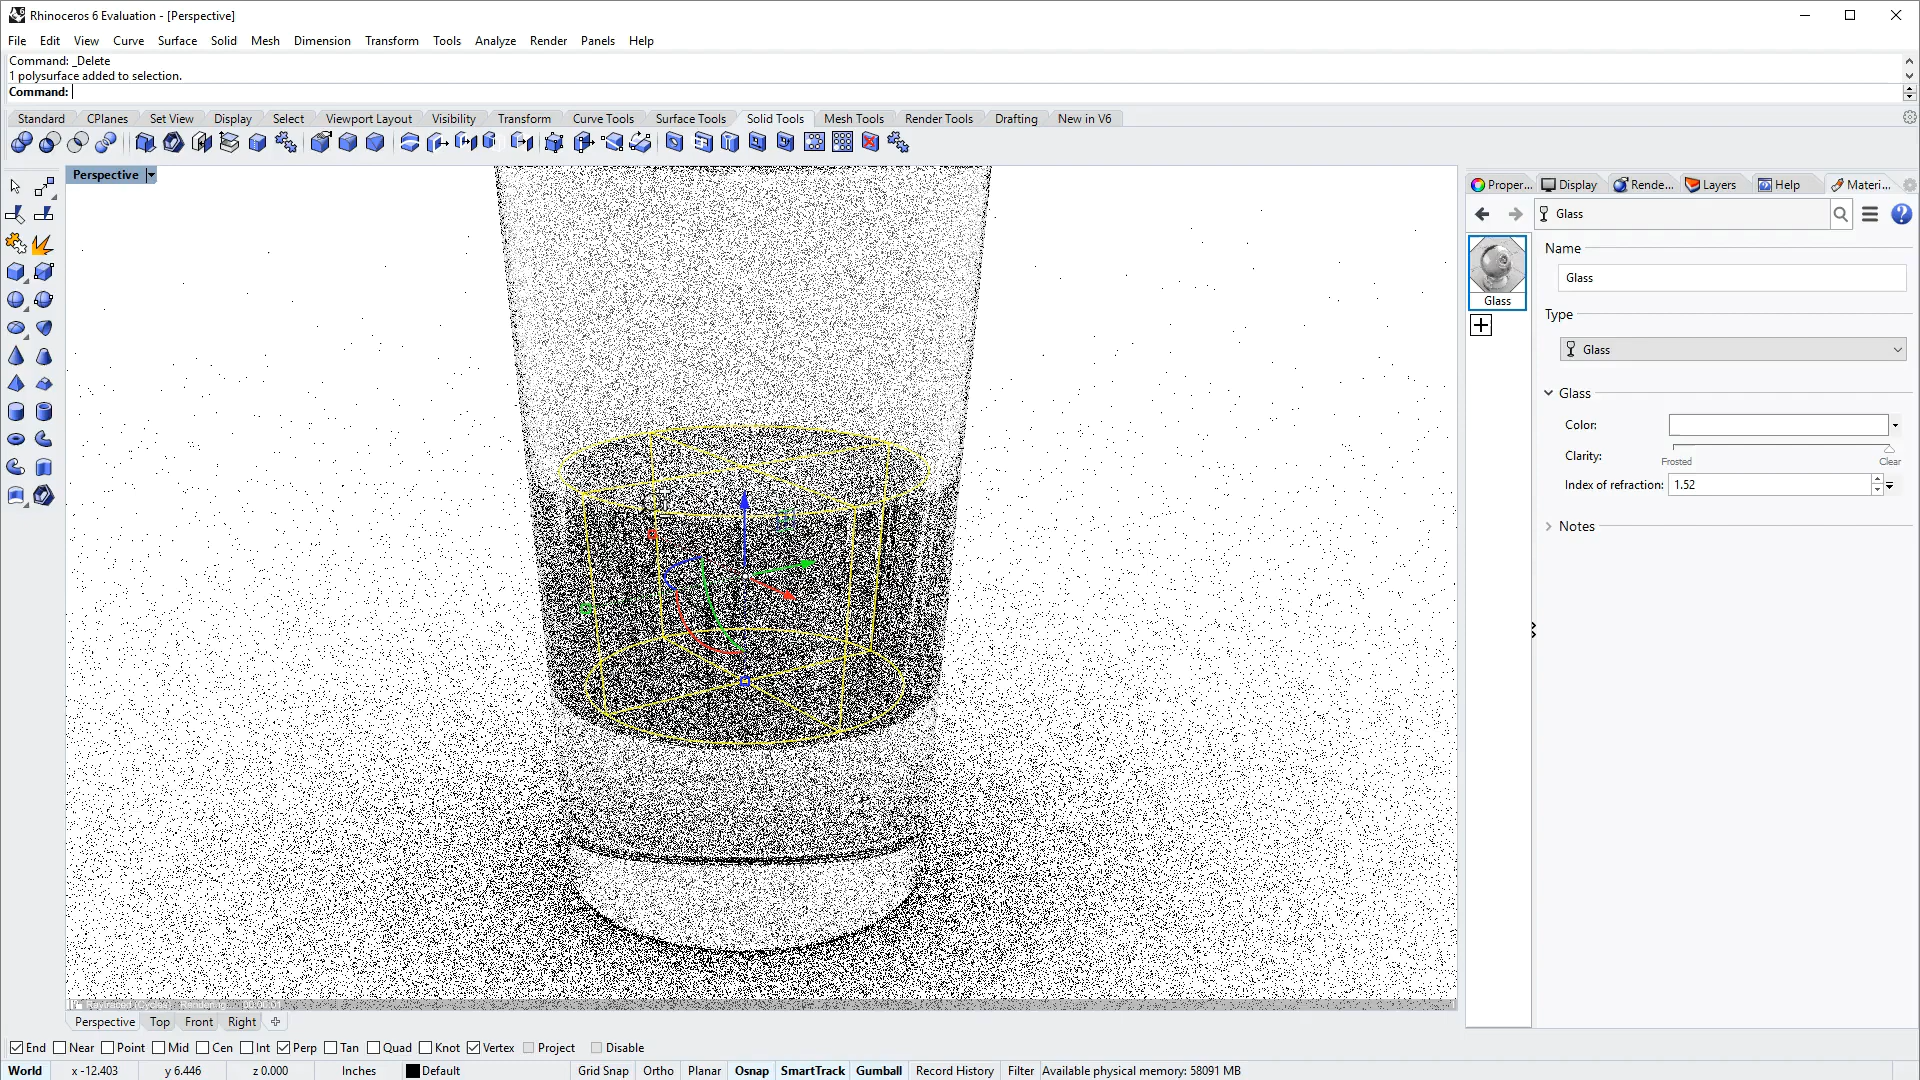 Rhinoceros 6 Evaluation - [Perspective]
File Edit View Curve Surface Solid Mesh Dimension Transform Tools Analyze Render Panels Help
Command: _Delete
1 polysurface added to selection.
Command:
Standard CPlanes Set View Display Select Viewport Layout Visibility Transform Curve Tools Surface Tools Solid Tools Mesh Tools Render Tools Drafting New in V6
Perspective
Proper... Display Rende... Layers Help Materi...
Glass
Glass
Name
Glass
Type
Glass
Glass
Color:
Clarity:
Frosted Clear
Index of refraction: 1.52
Notes
Perspective Top Front Right
End Near Point Mid Cen Int Perp Tan Quad Knot Vertex Project Disable
World x -12.403 y 6.446 z 0.000 Inches Default Grid Snap Ortho Planar Osnap SmartTrack Gumball Record History Filter Available physical memory: 58091 MB